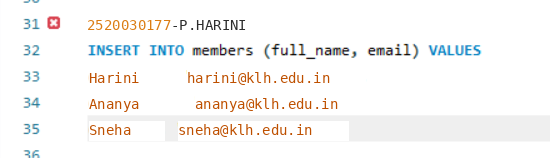 31 2520030177-P.HARINI
32 INSERT INTO members (full_name, email) VALUES
33 Harini harini@klh.edu.in
34 Ananya ananya@klh.edu.in
35 Sneha sneha@klh.edu.in
36